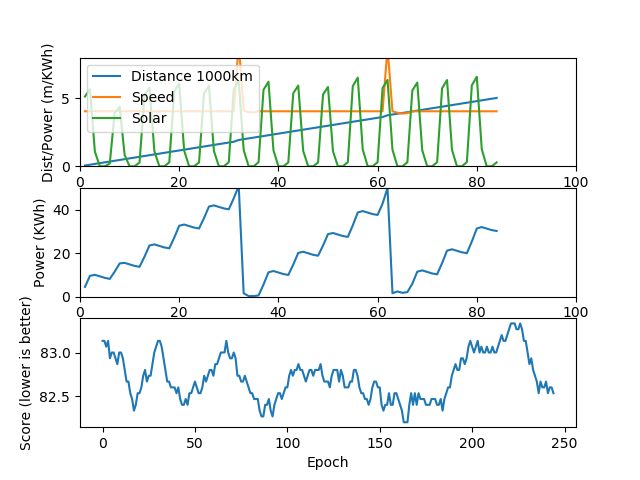 Dist/Power (m/KWh)
5
0
Distance 1000km
Speed
Solar
0 20 40 60 80 100
Power (KWh)
40
20
0
0 20 40 60 80 100
Score (lower is better)
83.0
82.5
0 50 100 150 200 250
Epoch